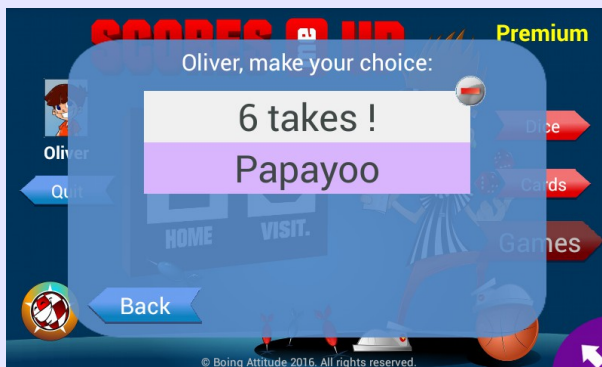 SCORES UP
Premium
Oliver, make your choice:
6 takes !
Papayoo
Oliver
Dice
Quit
Cards
HOME
VISIT.
Games
Back
© Boing Attitude 2016. All rights reserved.